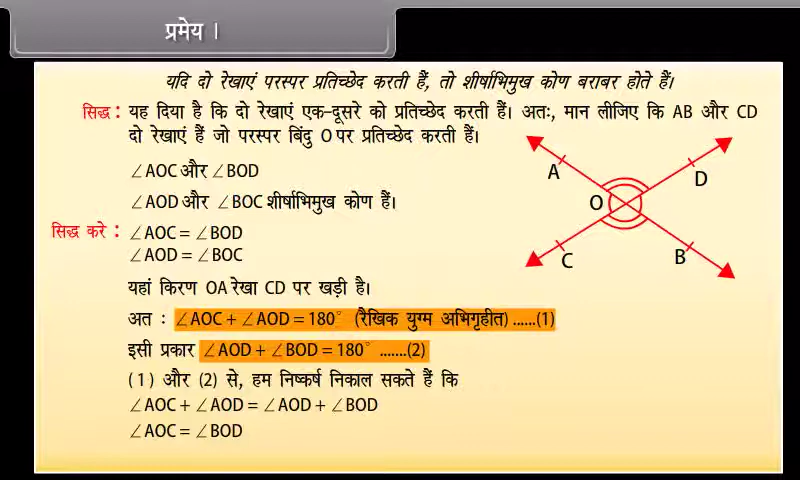 प्रमेय ।
यदि दो रेखाएं परस्पर प्रतिच्छेद करती हैं, तो शीर्षाभिमुख कोण बराबर होते हैं।
सिद्ध : यह दिया है कि दो रेखाएं एक-दूसरे को प्रतिच्छेद करती हैं। अतः, मान लीजिए कि AB और CD
दो रेखाएं हैं जो परस्पर बिंदु O पर प्रतिच्छेद करती हैं।
∠AOC और ∠BOD
∠AOD और ∠BOC शीर्षाभिमुख कोण हैं।
सिद्ध करे : ∠AOC = ∠BOD
∠AOD = ∠BOC
यहां किरण OA रेखा CD पर खड़ी है।
अत : ∠AOC + ∠AOD = 180° (रैखिक युग्म अभिगृहीत) ......(1)
इसी प्रकार ∠AOD + ∠BOD = 180° .......(2)
(1) और (2) से, हम निष्कर्ष निकाल सकते हैं कि
∠AOC + ∠AOD = ∠AOD + ∠BOD
∠AOC = ∠BOD
A
D
O
C
B